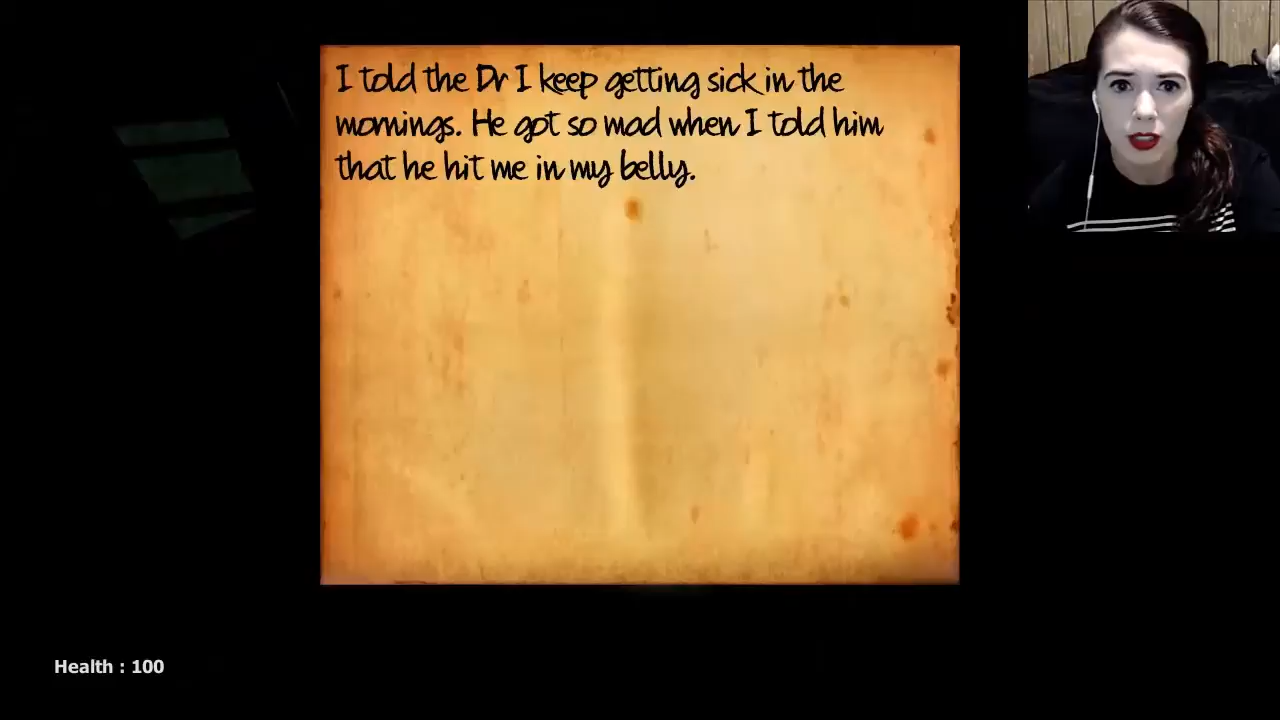 I told the Dr I keep getting sick in the
mornings. He got so mad when I told him
that he hit me in my belly.
Health : 100